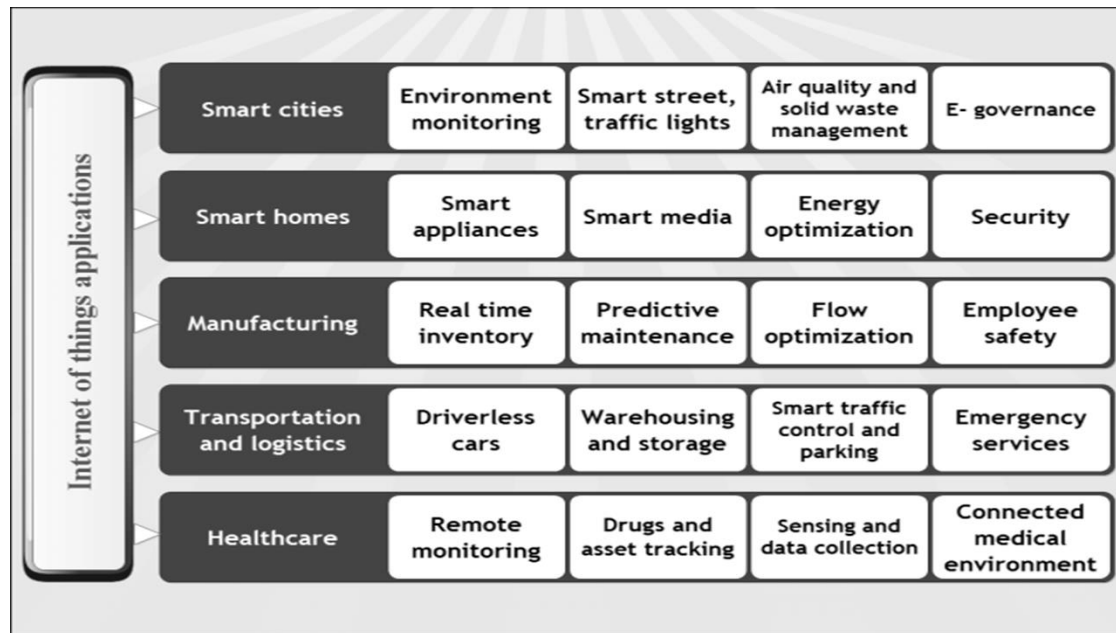 Internet of things applications
Smart cities
Environment
monitoring
Smart street,
traffic lights
Air quality and
solid waste
management
E- governance
Smart homes
Smart
appliances
Smart media
Energy
optimization
Security
Manufacturing
Real time
inventory
Predictive
maintenance
Flow
optimization
Employee
safety
Transportation
and logistics
Driverless
cars
Warehousing
and storage
Smart traffic
control and
parking
Emergency
services
Healthcare
Remote
monitoring
Drugs and
asset tracking
Sensing and
data collection
Connected
medical
environment